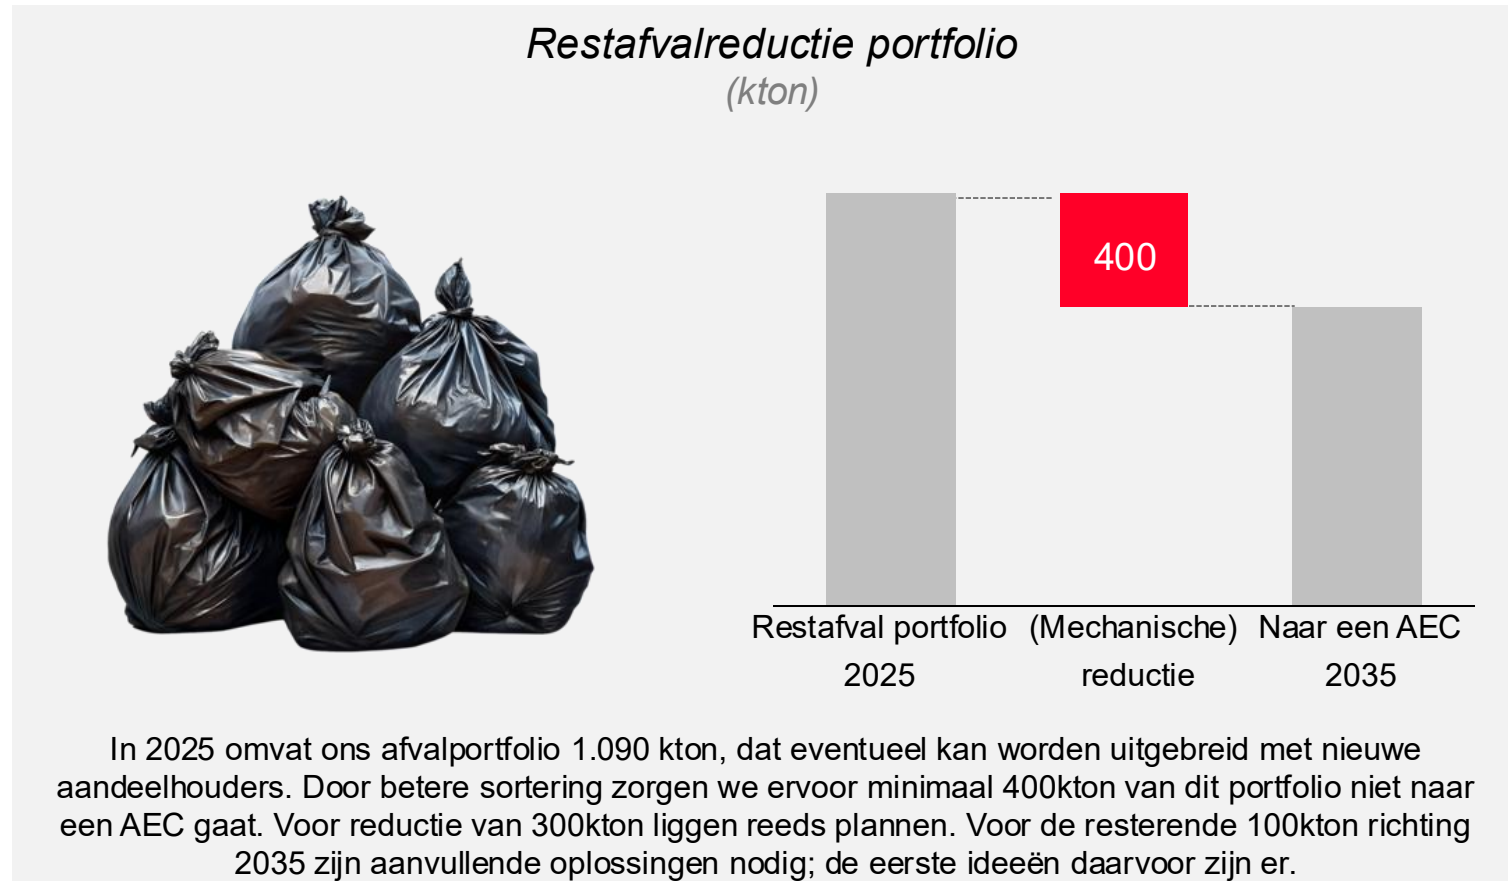 Restafvalreductie portfolio
(kton)
400
Restafval portfolio 2025
(Mechanische) reductie
Naar een AEC 2035
In 2025 omvat ons afvalportfolio 1.090 kton, dat eventueel kan worden uitgebreid met nieuwe
aandeelhouders. Door betere sortering zorgen we ervoor minimaal 400kton van dit portfolio niet naar
een AEC gaat. Voor reductie van 300kton liggen reeds plannen. Voor de resterende 100kton richting
2035 zijn aanvullende oplossingen nodig; de eerste ideeën daarvoor zijn er.